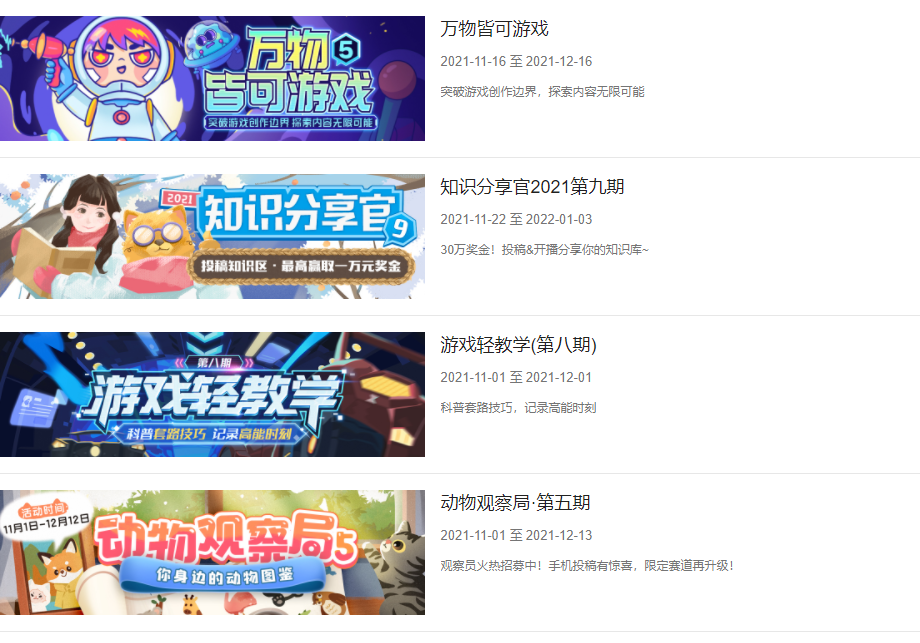 万物5
皆可游戏
突破游戏创作边界 探索内容无限可能
万物皆可游戏
2021-11-16 至 2021-12-16
突破游戏创作边界，探索内容无限可能
2021
知识分享官
9
投稿知识区·最高赢取一万元奖金
知识分享官2021第九期
2021-11-22 至 2022-01-03
30万奖金！投稿&开播分享你的知识库~
第八期
游戏轻教学
科普套路技巧 记录高能时刻
游戏轻教学(第八期)
2021-11-01 至 2021-12-01
科普套路技巧，记录高能时刻
活动时间
11月1日-12月12日
动物观察局5
你身边的动物图鉴
动物观察局·第五期
2021-11-01 至 2021-12-13
观察员火热招募中！手机投稿有惊喜，限定赛道再升级！